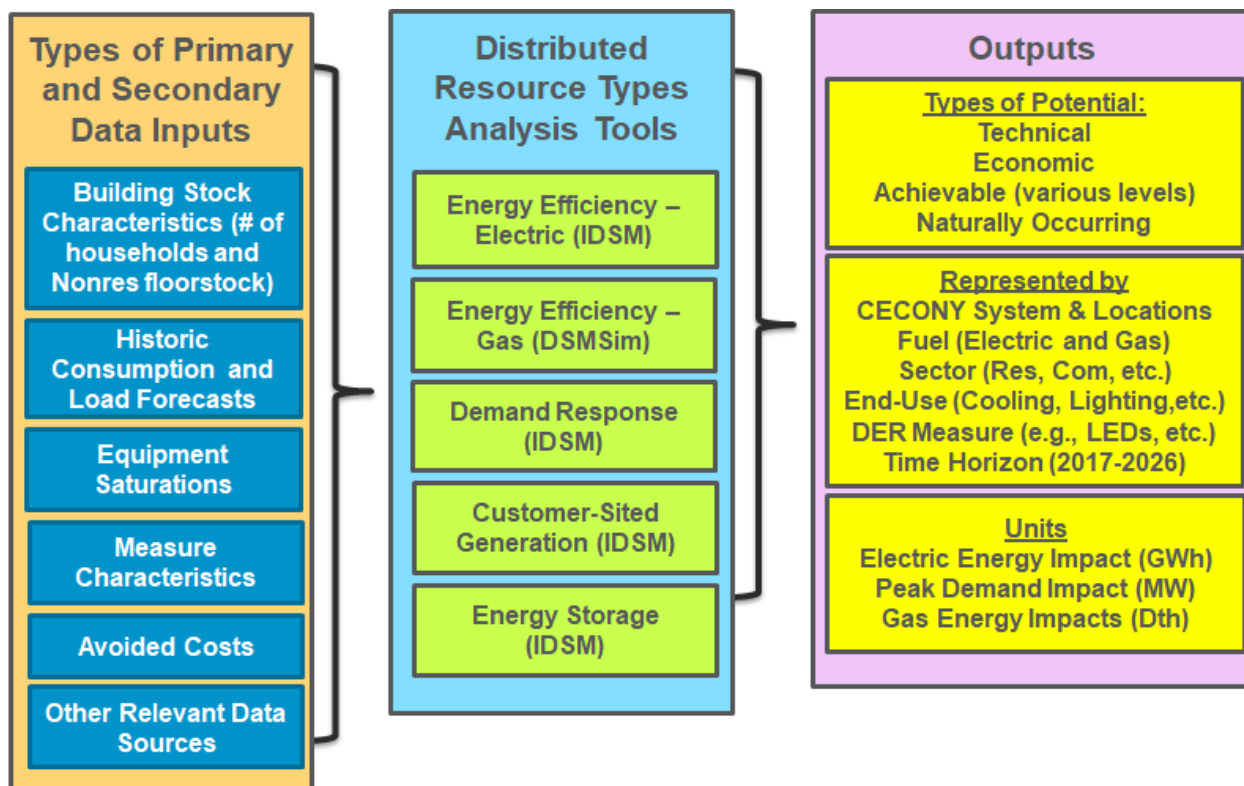 Types of Primary
and Secondary
Data Inputs
Building Stock
Characteristics (# of
households and
Nonres floorstock)
Historic
Consumption and
Load Forecasts
Equipment
Saturations
Measure
Characteristics
Avoided Costs
Other Relevant Data
Sources
Distributed
Resource Types
Analysis Tools
Energy Efficiency –
Electric (IDSM)
Energy Efficiency –
Gas (DSMSim)
Demand Response
(IDSM)
Customer-Sited
Generation (IDSM)
Energy Storage
(IDSM)
Outputs
Types of Potential:
Technical
Economic
Achievable (various levels)
Naturally Occurring
Represented by
CECONY System & Locations
Fuel (Electric and Gas)
Sector (Res, Com, etc.)
End-Use (Cooling, Lighting,etc.)
DER Measure (e.g., LEDs, etc.)
Time Horizon (2017-2026)
Units
Electric Energy Impact (GWh)
Peak Demand Impact (MW)
Gas Energy Impacts (Dth)